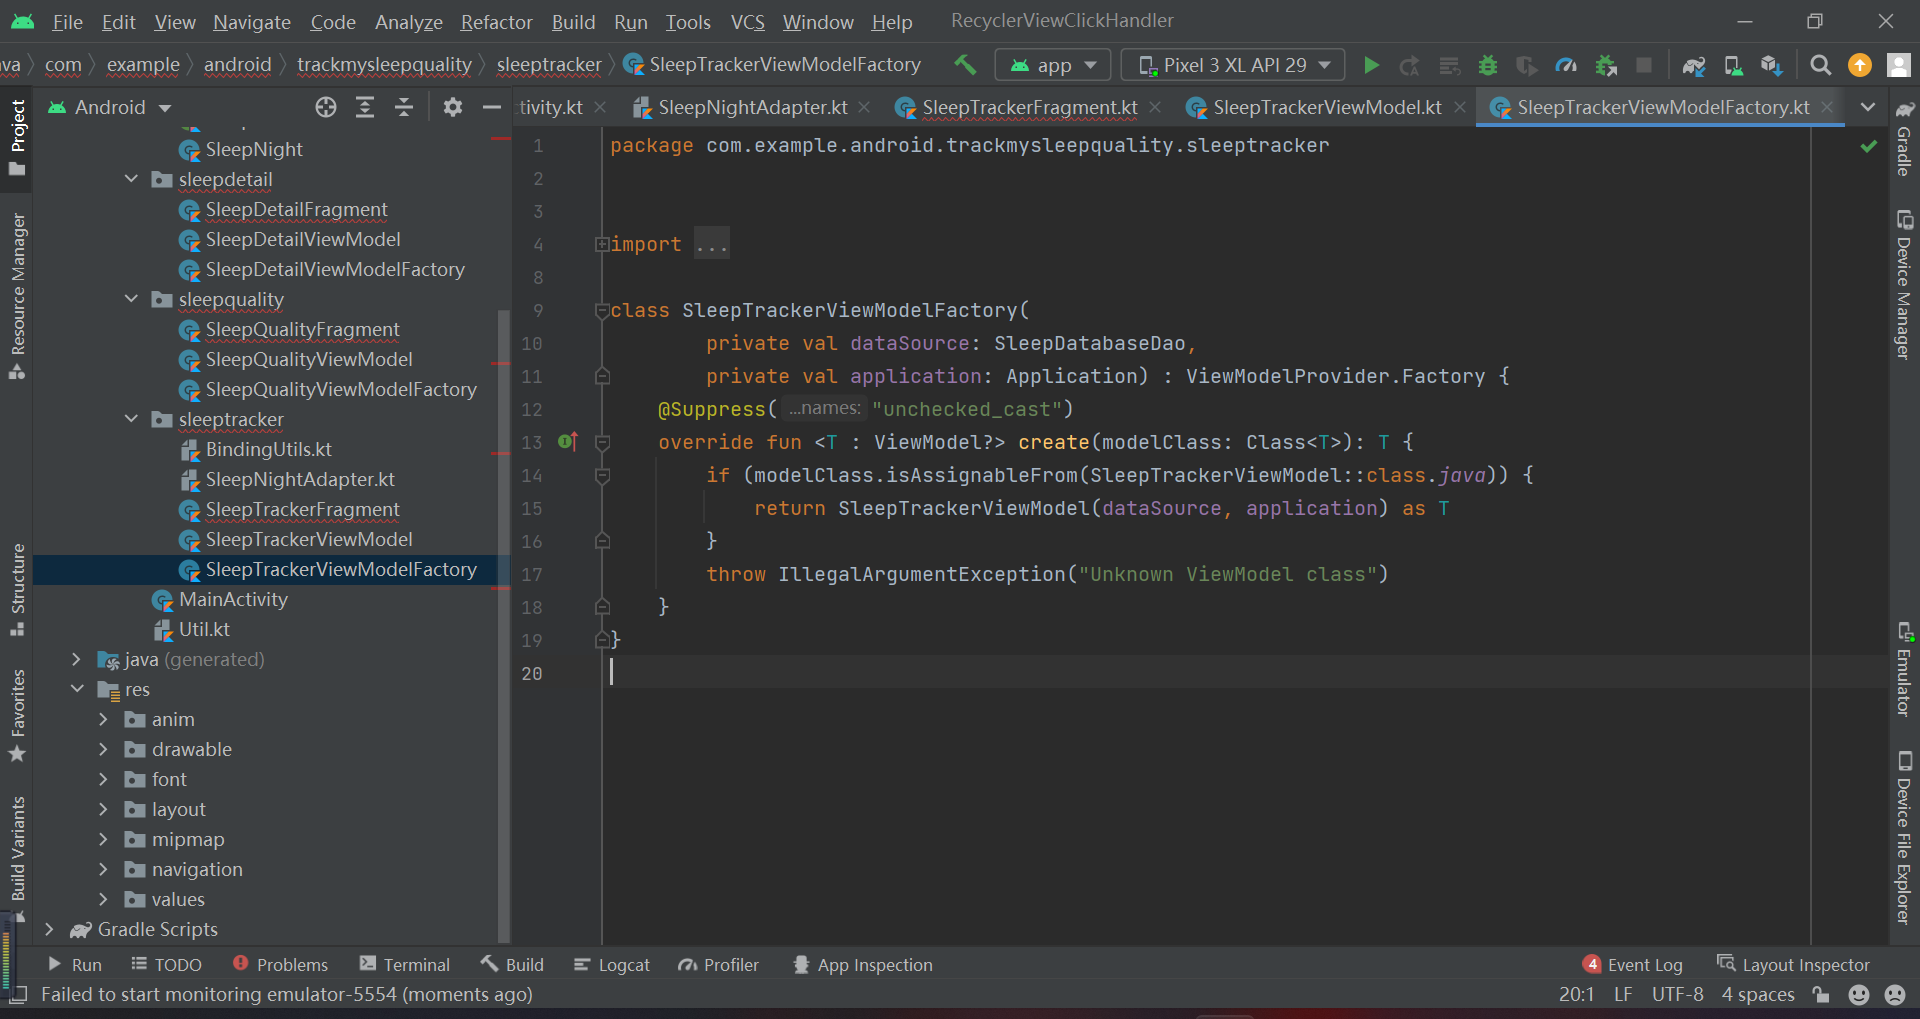 File Edit View Navigate Code Analyze Refactor Build Run Tools VCS Window Help RecyclerViewClickHandler
com example android trackmysleepquality sleeptracker SleepTrackerViewModelFactory app Pixel 3 XL API 29
Android
tivity.kt SleepNightAdapter.kt SleepTrackerFragment.kt SleepTrackerViewModel.kt SleepTrackerViewModelFactory.kt
Project
Resource Manager
Structure
Favorites
Build Variants
SleepNight
sleepdetail
SleepDetailFragment
SleepDetailViewModel
SleepDetailViewModelFactory
sleepquality
SleepQualityFragment
SleepQualityViewModel
SleepQualityViewModelFactory
sleeptracker
BindingUtils.kt
SleepNightAdapter.kt
SleepTrackerFragment
SleepTrackerViewModel
SleepTrackerViewModelFactory
MainActivity
Util.kt
java (generated)
res
anim
drawable
font
layout
mipmap
navigation
values
Gradle Scripts
1 package com.example.android.trackmysleepquality.sleeptracker
2
3
4 import ...
8
9 class SleepTrackerViewModelFactory(
10 private val dataSource: SleepDatabaseDao,
11 private val application: Application) : ViewModelProvider.Factory {
12 @Suppress( ...names: "unchecked_cast")
13 override fun <T : ViewModel?> create(modelClass: Class<T>): T {
14 if (modelClass.isAssignableFrom(SleepTrackerViewModel::class.java)) {
15 return SleepTrackerViewModel(dataSource, application) as T
16 }
17 throw IllegalArgumentException("Unknown ViewModel class")
18 }
19 }
20
Gradle
Device Manager
Emulator
Device File Explorer
Run TODO Problems Terminal Build Logcat Profiler App Inspection 4 Event Log Layout Inspector
Failed to start monitoring emulator-5554 (moments ago) 20:1 LF UTF-8 4 spaces